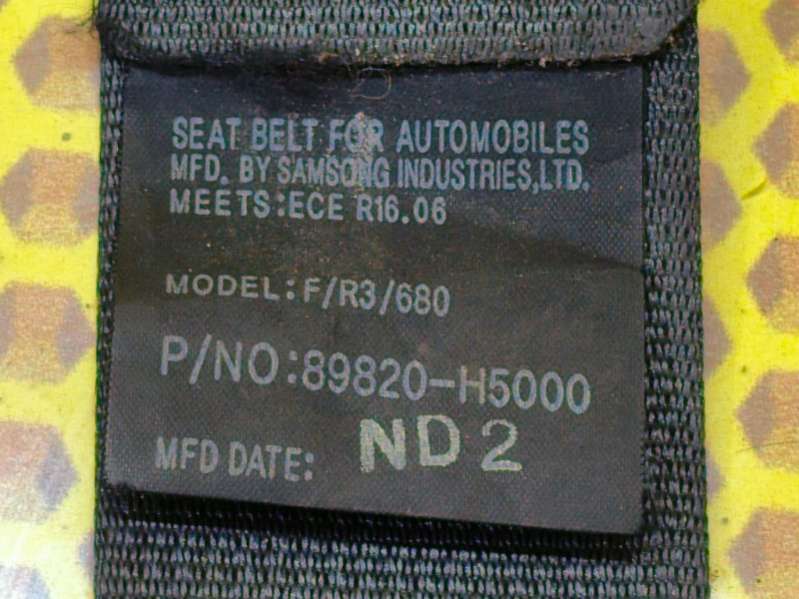 SEAT BELT FOR AUTOMOBILES
MFD. BY SAMSONG INDUSTRIES,LTD.
MEETS:ECE R16.06
MODEL:F/R3/680
P/NO:89820-H5000
MFD DATE: ND2